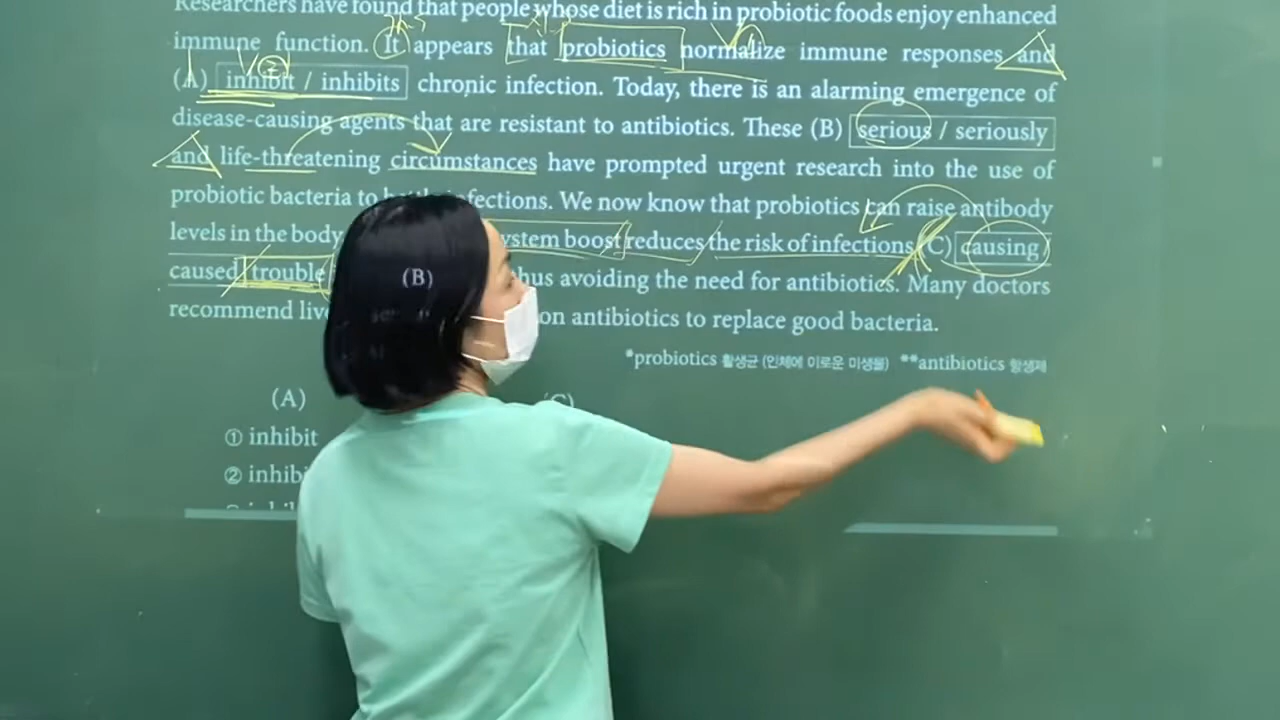 Researchers have found that people whose diet is rich in probiotic foods enjoy enhanced
immune function. It appears that probiotics normalize immune responses and
(A) inhibit / inhibits chronic infection. Today, there is an alarming emergence of
disease-causing agents that are resistant to antibiotics. These (B) serious / seriously
and life-threatening circumstances have prompted urgent research into the use of
probiotic bacteria to infections. We now know that probiotics can raise antibody
levels in the body system boost reduces the risk of infections (C) causing /
caused trouble thus avoiding the need for antibiotics. Many doctors
recommend on antibiotics to replace good bacteria.
*probiotics 활생균 (인체에 이로운 미생물) **antibiotics 항생제
(A) (B) (C)
① inhibit
②